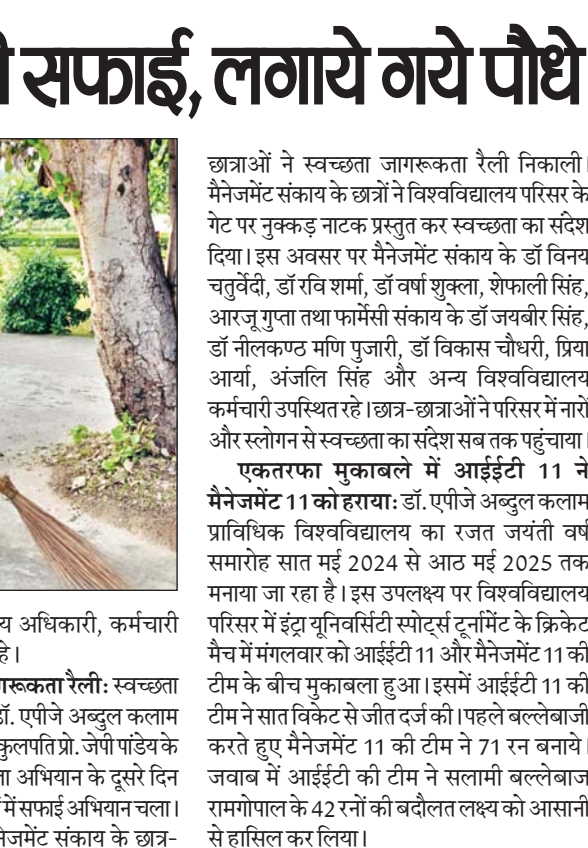 सफाई, लगाये गये पौधे
य अधिकारी, कर्मचारी
हे।
गरूकता रैली: स्वच्छता
डॉ. एपीजे अब्दुल कलाम
कुलपति प्रो. जेपी पांडेय के
अभियान के दूसरे दिन
में सफाई अभियान चला।
संकाय के छात्र-
छात्राओं ने स्वच्छता जागरूकता रैली निकाली।
मैनेजमेंट संकाय के छात्रों ने विश्वविद्यालय परिसर के
गेट पर नुक्कड़ नाटक प्रस्तुत कर स्वच्छता का संदेश
दिया। इस अवसर पर मैनेजमेंट संकाय के डॉ विनय
चतुर्वेदी, डॉ रवि शर्मा, डॉ वर्षा शुक्ला, शेफाली सिंह,
आरजू गुप्ता तथा फार्मेसी संकाय के डॉ जयबीर सिंह,
डॉ नीलकण्ठ मणि पुजारी, डॉ विकास चौधरी, प्रिया
आर्या, अंजलि सिंह और अन्य विश्वविद्यालय
कर्मचारी उपस्थित रहे। छात्र-छात्राओं ने परिसर में नारों
और स्लोगन से स्वच्छता का संदेश सब तक पहुंचाया।
एकतरफा मुकाबले में आईईटी 11 ने
मैनेजमेंट 11 को हराया: डॉ. एपीजे अब्दुल कलाम
प्राविधिक विश्वविद्यालय का रजत जयंती वर्ष
समारोह सात मई 2024 से आठ मई 2025 तक
मनाया जा रहा है। इस उपलक्ष्य पर विश्वविद्यालय
परिसर में इंट्रा यूनिवर्सिटी स्पोर्ट्स टूर्नामेंट के क्रिकेट
मैच में मंगलवार को आईईटी 11 और मैनेजमेंट 11 की
टीम के बीच मुकाबला हुआ। इसमें आईईटी 11 की
टीम ने सात विकेट से जीत दर्ज की। पहले बल्लेबाजी
करते हुए मैनेजमेंट 11 की टीम ने 71 रन बनाये।
जवाब में आईईटी की टीम ने सलामी बल्लेबाज
रामगोपाल के 42 रनों की बदौलत लक्ष्य को आसानी
से हासिल कर लिया।